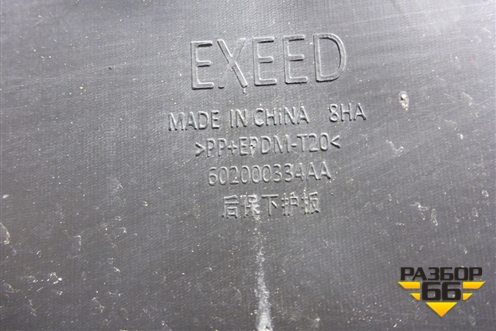 EXEED
MADE IN CHINA 8HA
>PP+EPDM-T20<
602000334AA
后保下护板
РАЗБОР
66